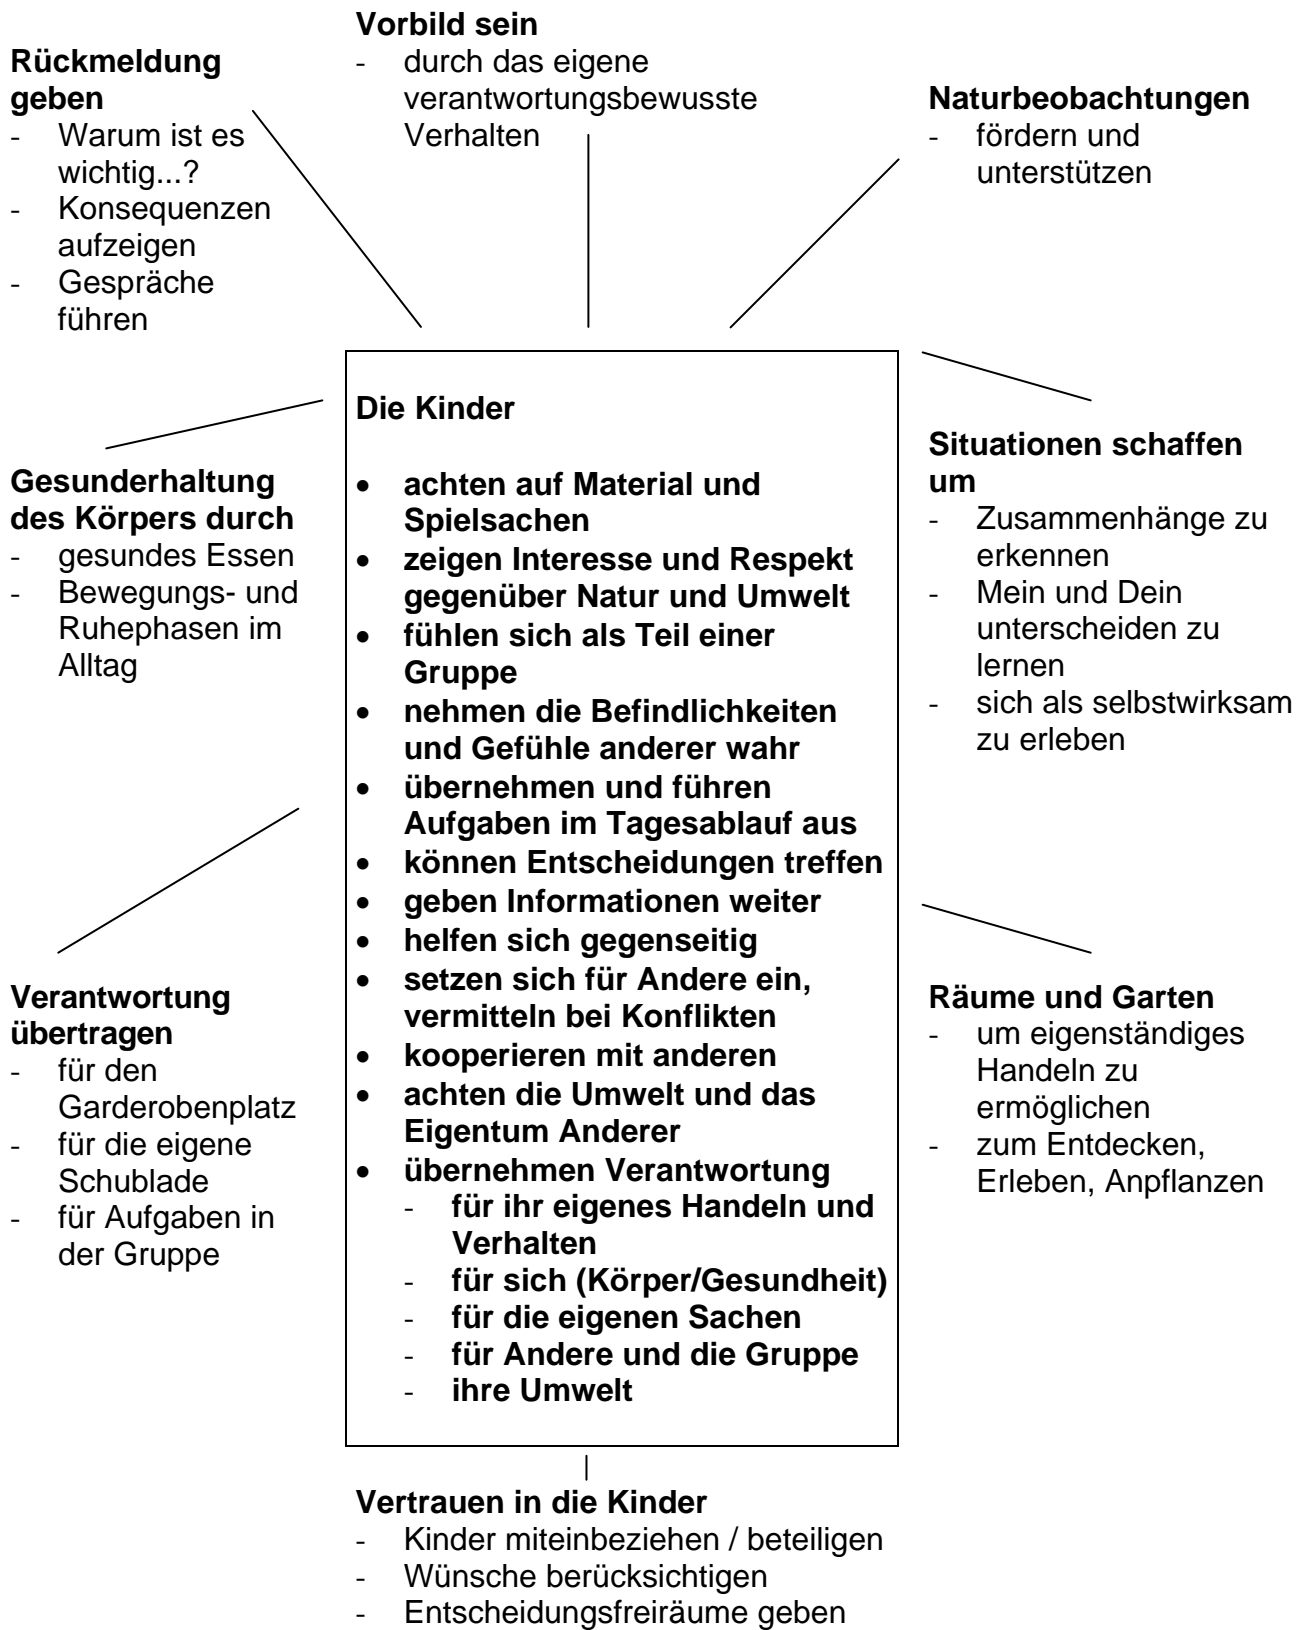 Vorbild sein
- durch das eigene
verantwortungsbewusste
Verhalten
Rückmeldung
geben
- Warum ist es
wichtig...?
- Konsequenzen
aufzeigen
- Gespräche
führen
Naturbeobachtungen
- fördern und
unterstützen
Gesunderhaltung
des Körpers durch
- gesundes Essen
- Bewegungs- und
Ruhephasen im
Alltag
Die Kinder
• achten auf Material und
Spielsachen
• zeigen Interesse und Respekt
gegenüber Natur und Umwelt
• fühlen sich als Teil einer
Gruppe
• nehmen die Befindlichkeiten
und Gefühle anderer wahr
• übernehmen und führen
Aufgaben im Tagesablauf aus
• können Entscheidungen treffen
• geben Informationen weiter
• helfen sich gegenseitig
• setzen sich für Andere ein,
vermitteln bei Konflikten
• kooperieren mit anderen
• achten die Umwelt und das
Eigentum Anderer
• übernehmen Verantwortung
- für ihr eigenes Handeln und
Verhalten
- für sich (Körper/Gesundheit)
- für die eigenen Sachen
- für Andere und die Gruppe
- ihre Umwelt
Situationen schaffen
um
- Zusammenhänge zu
erkennen
- Mein und Dein
unterscheiden zu
lernen
- sich als selbstwirksam
zu erleben
Verantwortung
übertragen
- für den
Garderobenplatz
- für die eigene
Schublade
- für Aufgaben in
der Gruppe
Räume und Garten
- um eigenständiges
Handeln zu
ermöglichen
- zum Entdecken,
Erleben, Anpflanzen
Vertrauen in die Kinder
- Kinder miteinbeziehen / beteiligen
- Wünsche berücksichtigen
- Entscheidungsfreiräume geben